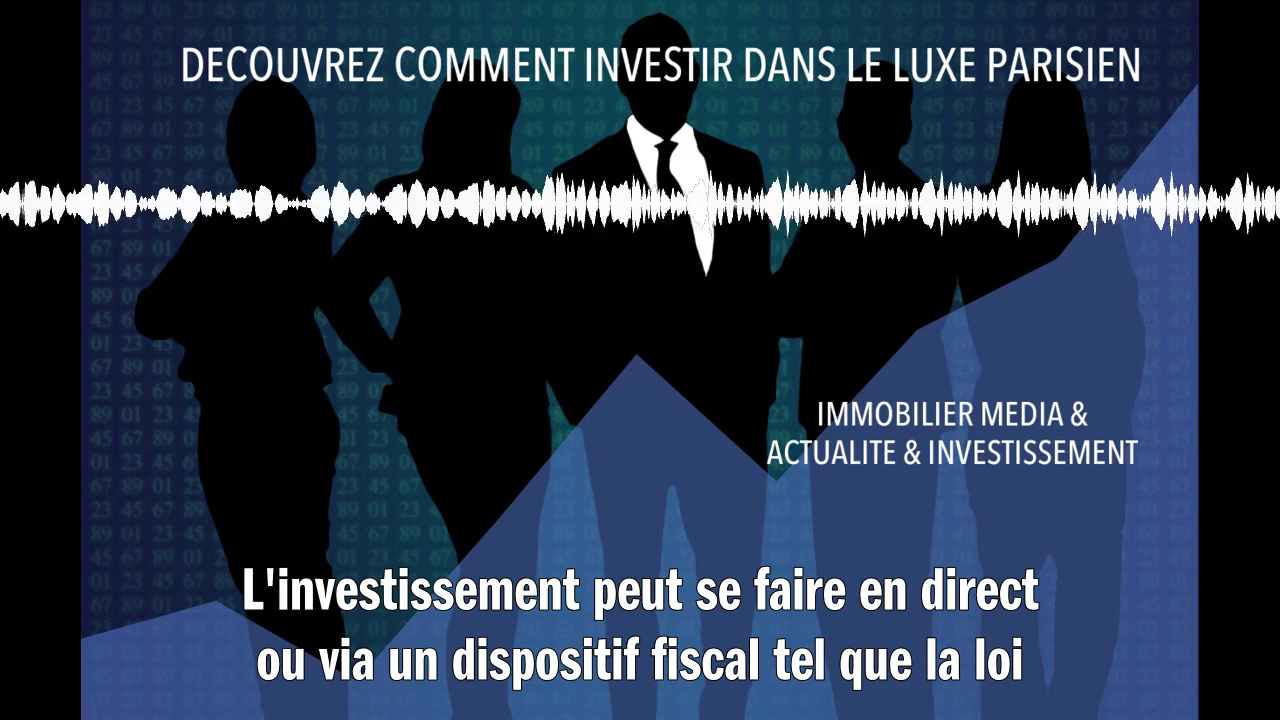 DECOUVREZ COMMENT INVESTIR DANS LE LUXE PARISIEN
IMMOBILIER MEDIA &
ACTUALITE & INVESTISSEMENT
L'investissement peut se faire en direct
ou via un dispositif fiscal tel que la loi